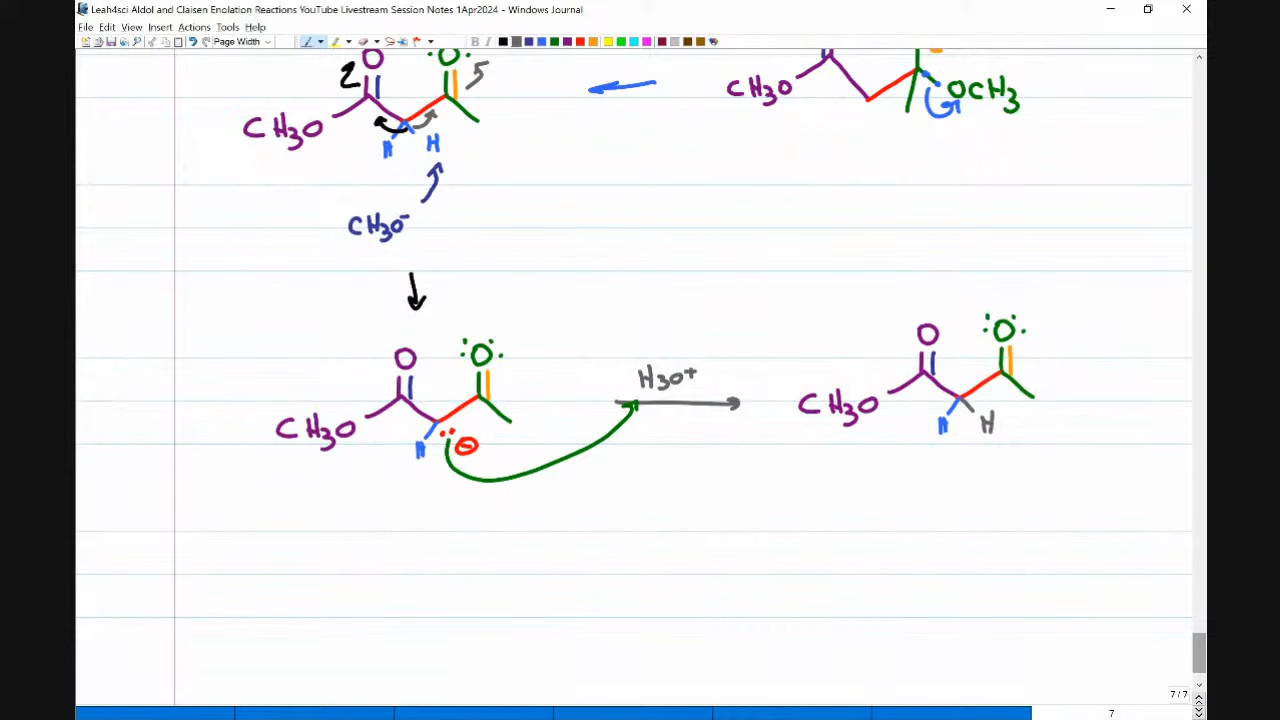 Leah4sci Aldol and Claisen Enolation Reactions YouTube Livestream Session Notes 1Apr2024 - Windows Journal
File Edit View Insert Actions Tools Help
Page Width
B I
O O
2 5
CH3O OCH3
CH3O
H H
CH3O-
O O
O O
H3O+
CH3O
CH3O
H ⊖
H H
7 / 7
7